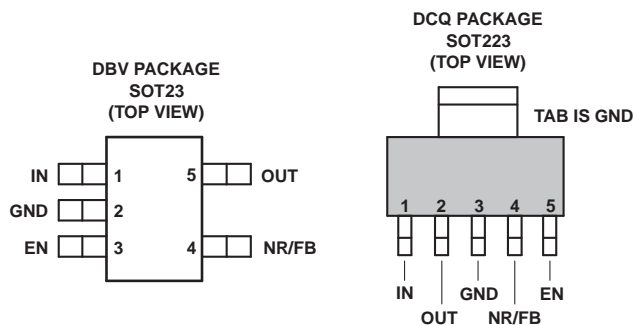 DBV PACKAGE
SOT23
(TOP VIEW)
IN 1 5 OUT
GND 2
EN 3 4 NR/FB
DCQ PACKAGE
SOT223
(TOP VIEW)
TAB IS GND
1 2 3 4 5
IN GND EN
OUT NR/FB